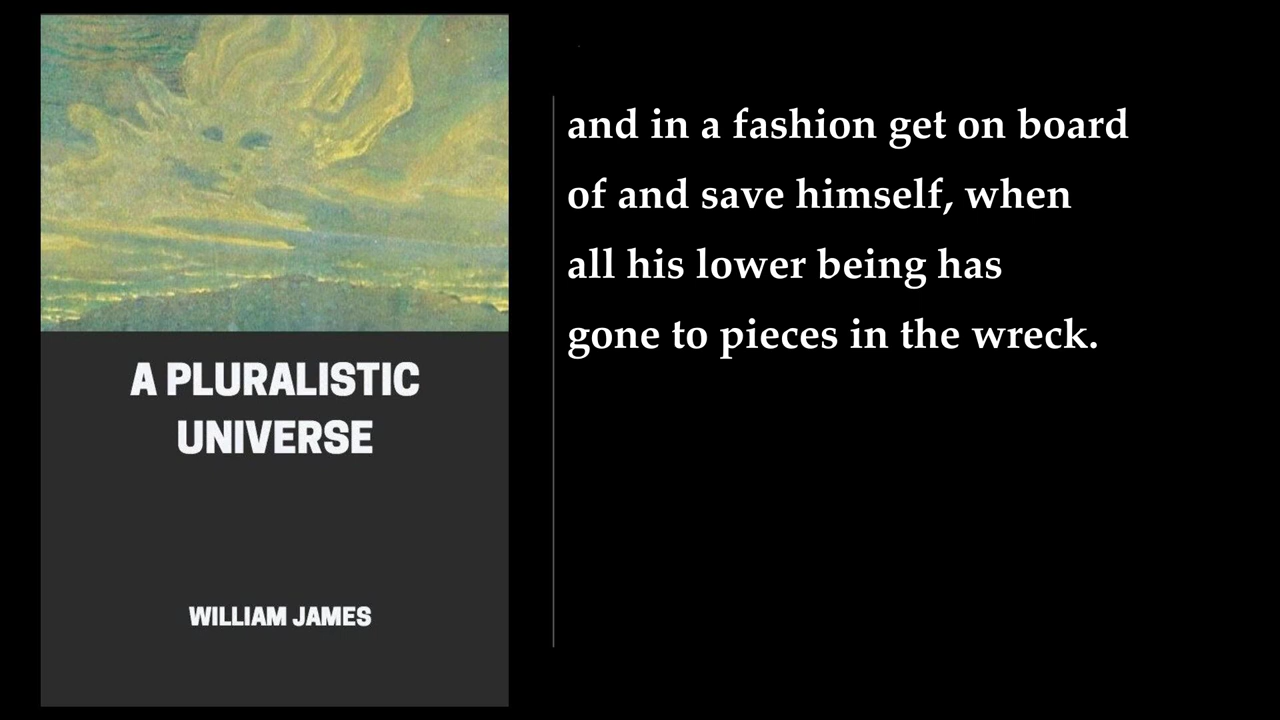 A PLURALISTIC
UNIVERSE
WILLIAM JAMES
and in a fashion get on board
of and save himself, when
all his lower being has
gone to pieces in the wreck.